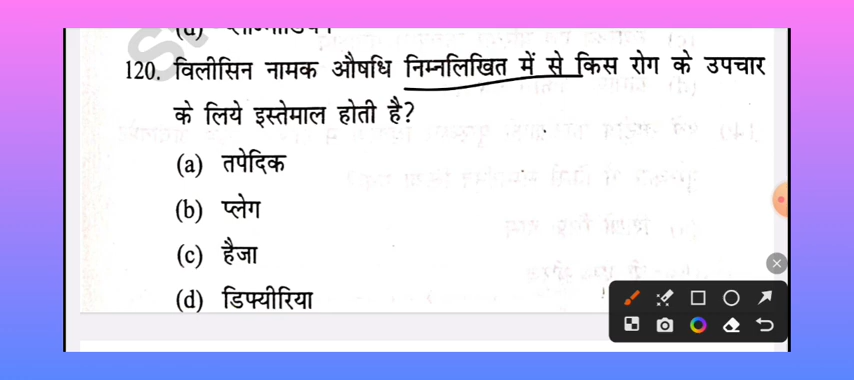 120. विलीसिन नामक औषधि निम्नलिखित में से किस रोग के उपचार
के लिये इस्तेमाल होती है?
(a) तपेदिक
(b) प्लेग
(c) हैजा
(d) डिफ्यीरिया